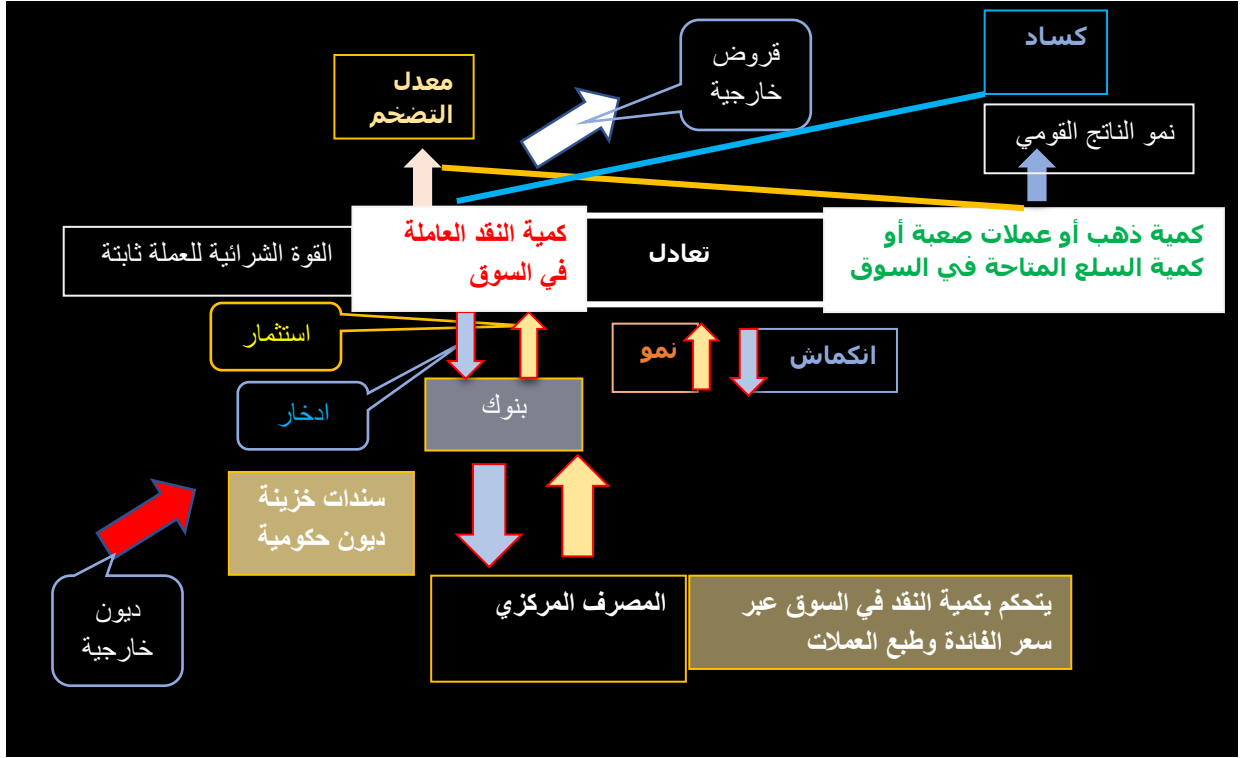 كساد
قروض
خارجية
معدل
التضخم
نمو الناتج القومي
كمية ذهب أو عملات صعبة أو
كمية السلع المتاحة في السوق
تعادل
كمية النقد العاملة
في السوق
القوة الشرائية للعملة ثابتة
انكماش
نمو
استثمار
ادخار
بنوك
سندات خزينة
ديون حكومية
ديون
خارجية
المصرف المركزي
يتحكم بكمية النقد في السوق عبر
سعر الفائدة وطبع العملات